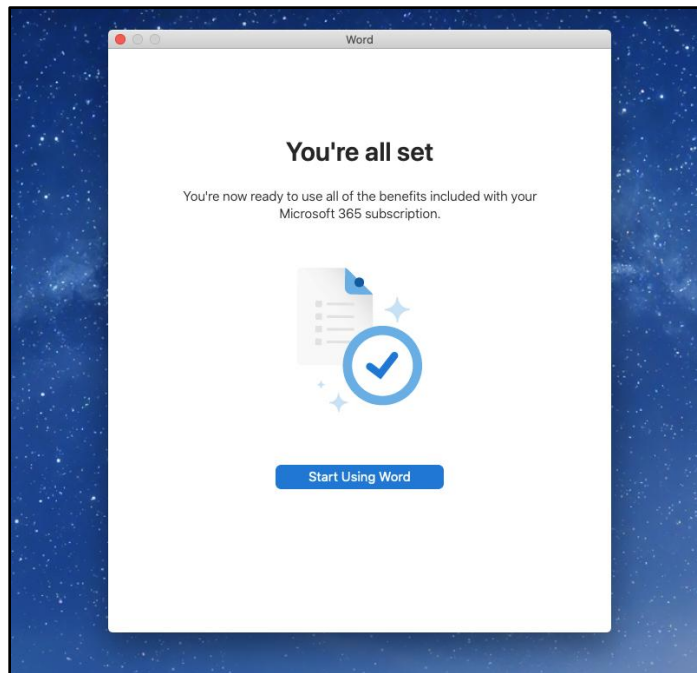 Word
You're all set
You're now ready to use all of the benefits included with your
Microsoft 365 subscription.
Start Using Word